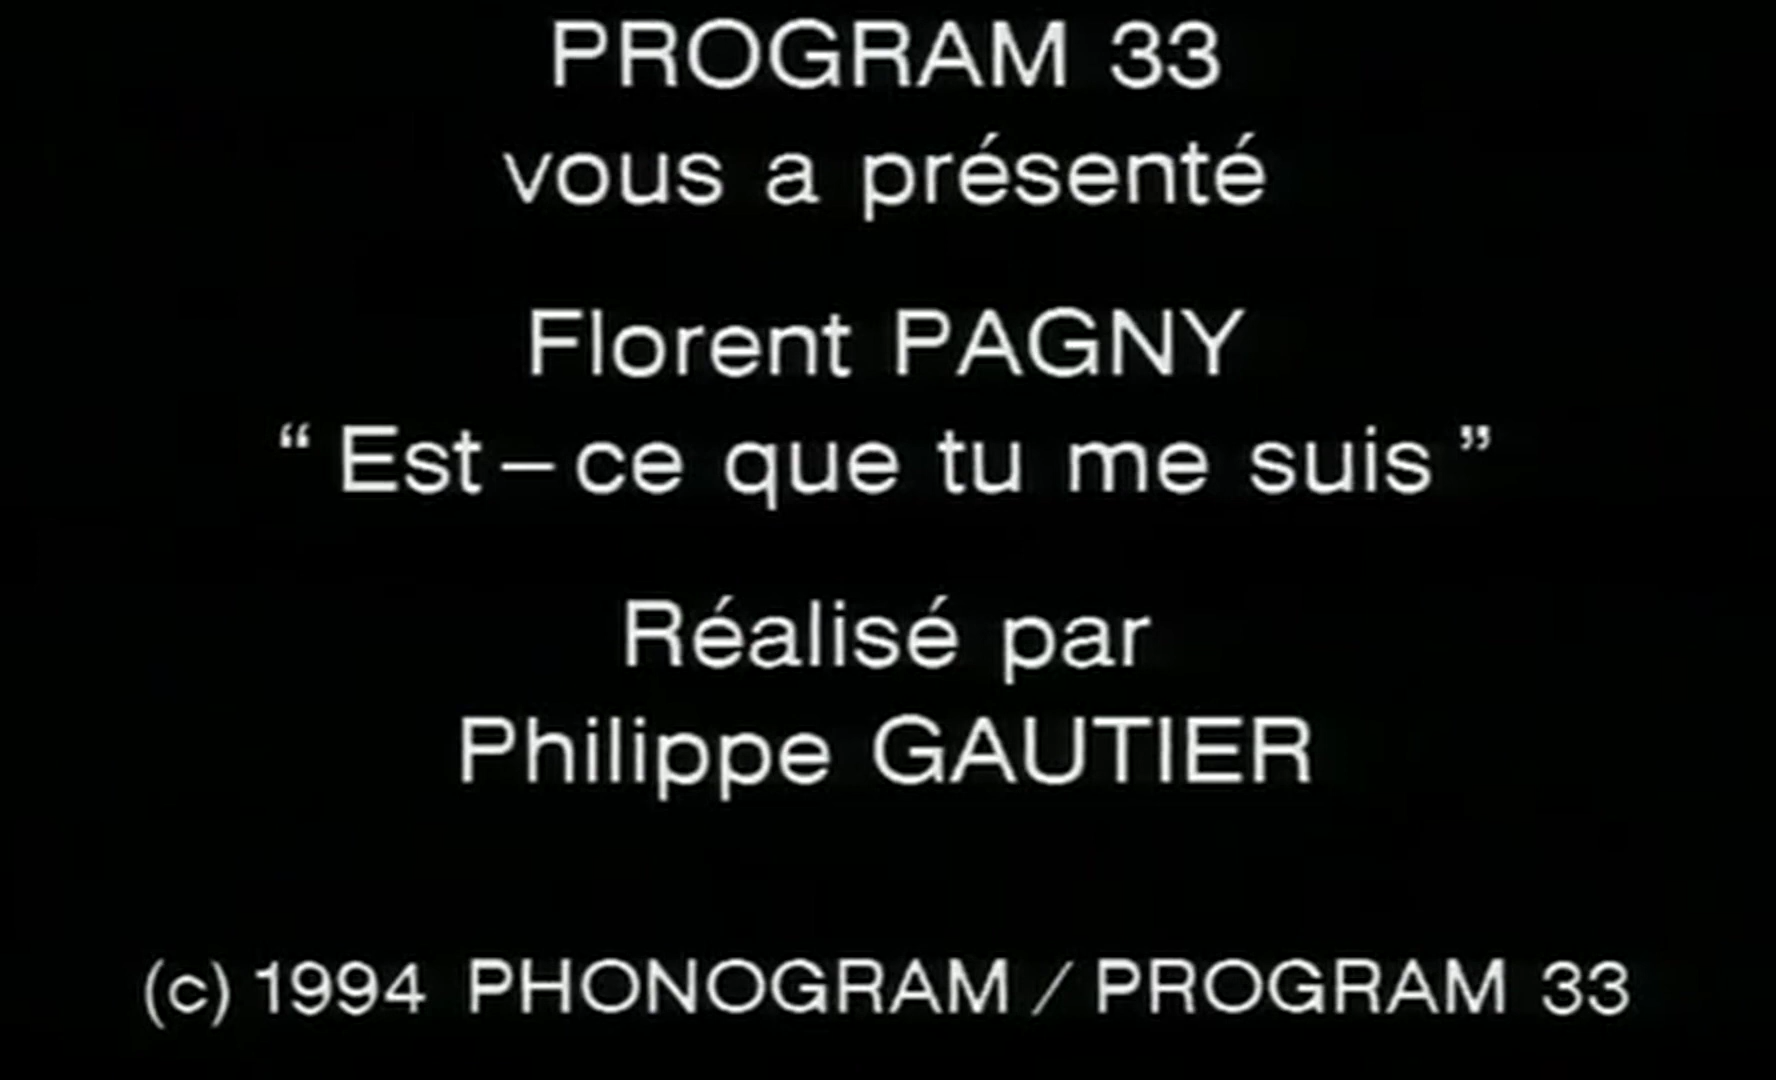 PROGRAM 33
vous a présenté
Florent PAGNY
“ Est–ce que tu me suis ”
Réalisé par
Philippe GAUTIER
(c) 1994 PHONOGRAM / PROGRAM 33